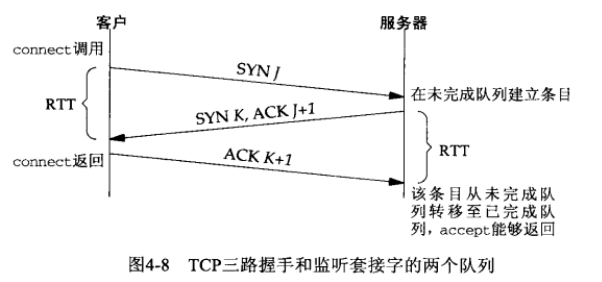 客户
服务器
connect调用
SYN J
在未完成队列建立条目
RTT
SYN K, ACK J+1
connect返回
ACK K+1
RTT
该条目从未完成队
列转移至已完成队
列，accept能够返回
图4-8 TCP三路握手和监听套接字的两个队列